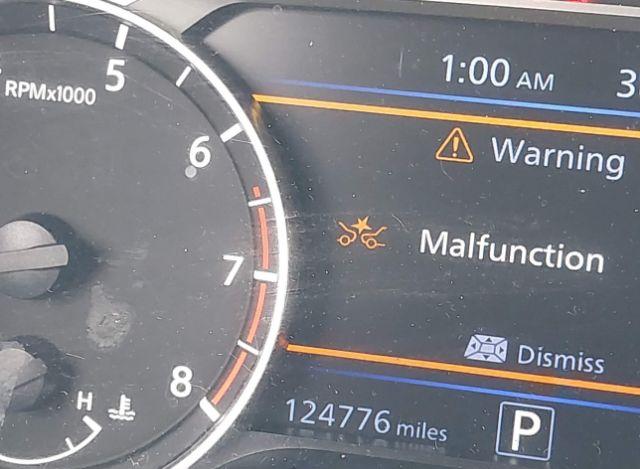 5
RPMx1000
6
7
8
H
1:00 AM
Warning
Malfunction
Dismiss
124776 miles
P